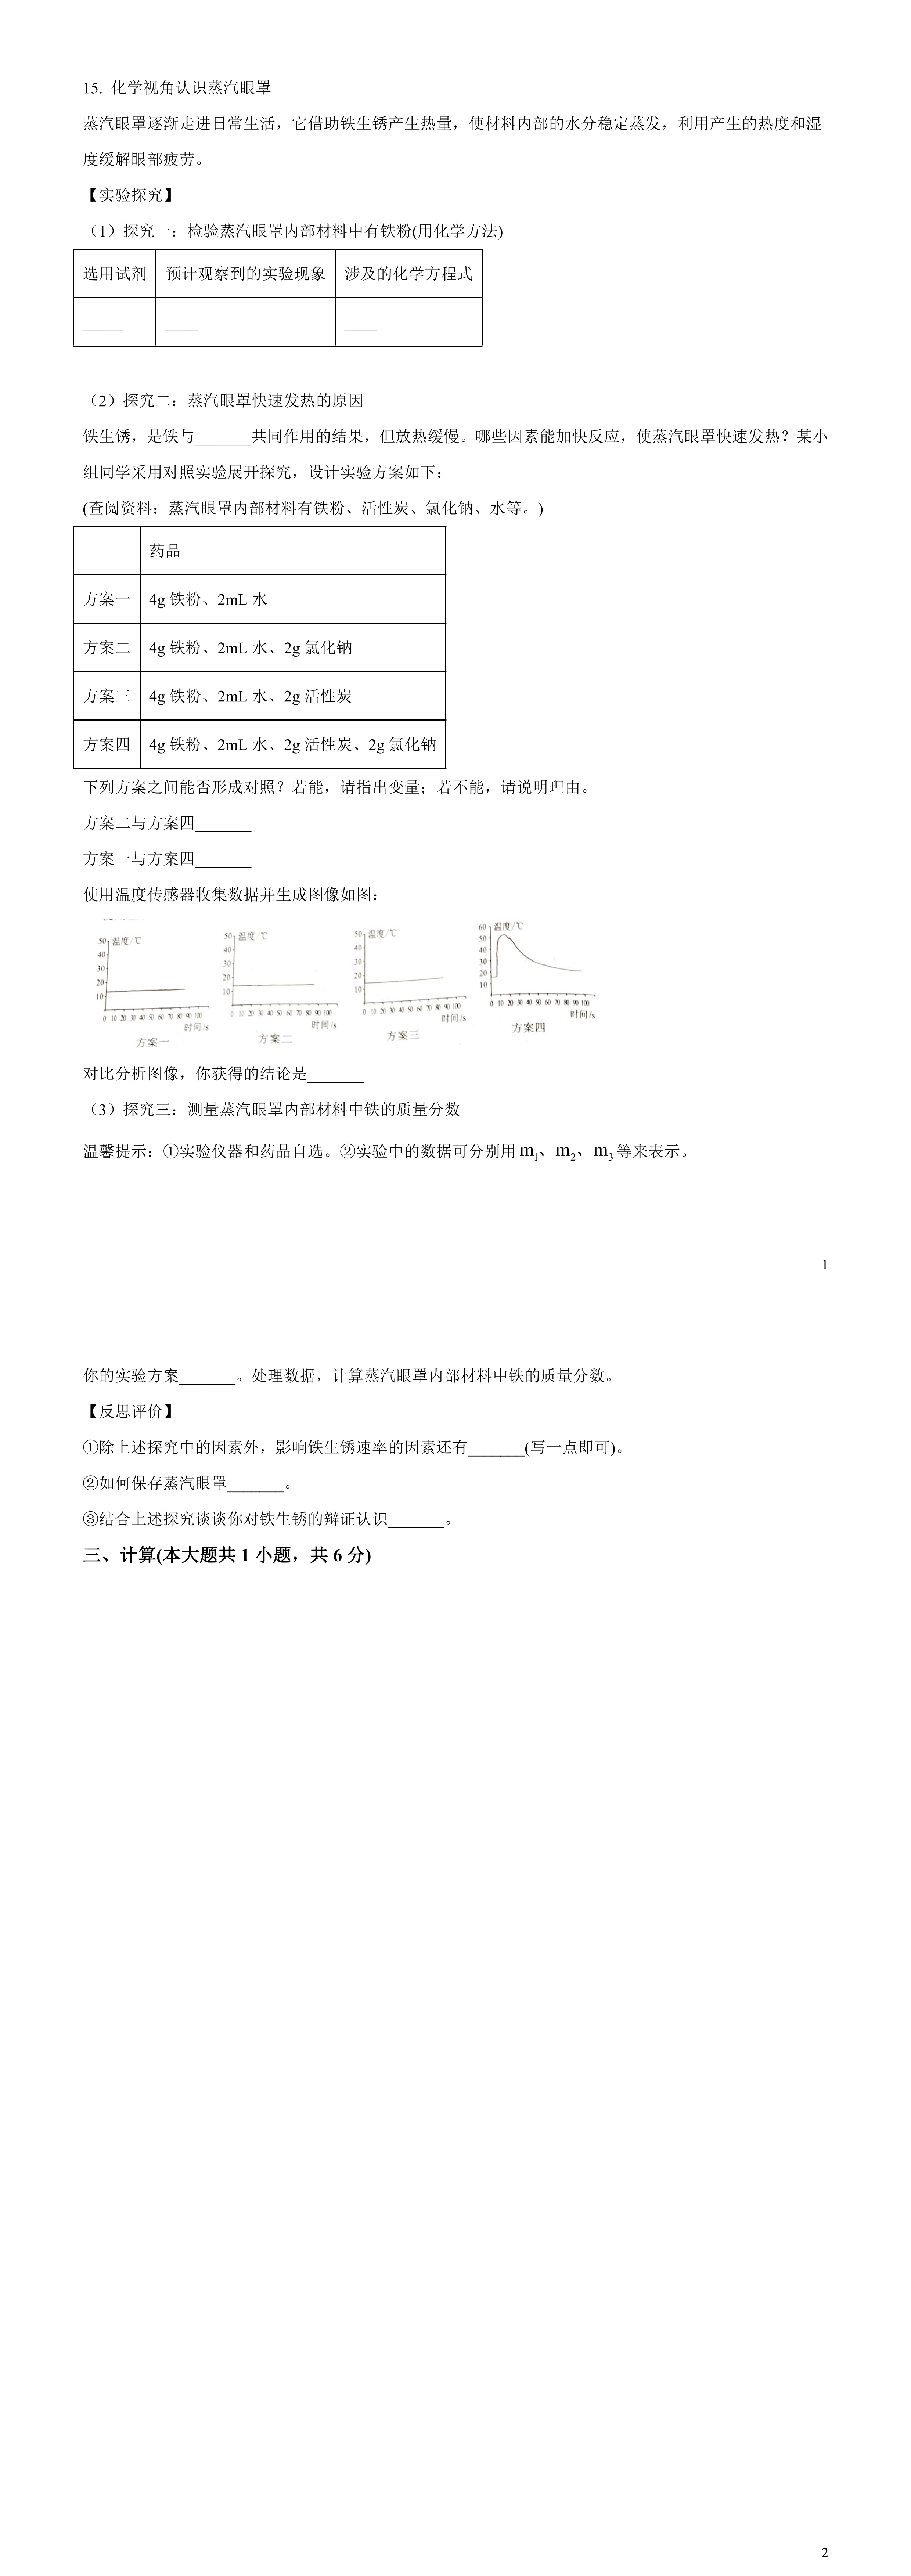 15. 化学视角认识蒸汽眼罩
蒸汽眼罩逐渐走进日常生活，它借助铁生锈产生热量，使材料内部的水分稳定蒸发，利用产生的热度和湿
度缓解眼部疲劳。
【实验探究】
（1）探究一：检验蒸汽眼罩内部材料中有铁粉(用化学方法)
选用试剂 预计观察到的实验现象 涉及的化学方程式
_____ ____ ____
（2）探究二：蒸汽眼罩快速发热的原因
铁生锈，是铁与_______共同作用的结果，但放热缓慢。哪些因素能加快反应，使蒸汽眼罩快速发热？某小
组同学采用对照实验展开探究，设计实验方案如下：
(查阅资料：蒸汽眼罩内部材料有铁粉、活性炭、氯化钠、水等。)
药品
方案一 4g 铁粉、2mL 水
方案二 4g 铁粉、2mL 水、2g 氯化钠
方案三 4g 铁粉、2mL 水、2g 活性炭
方案四 4g 铁粉、2mL 水、2g 活性炭、2g 氯化钠
下列方案之间能否形成对照？若能，请指出变量；若不能，请说明理由。
方案二与方案四_______
方案一与方案四_______
使用温度传感器收集数据并生成图像如图：
50 温度/℃
40
30
20
10
0 10 20 30 40 50 60 70 80 90 100
时间/s
方案一
50 温度/℃
40
30
20
10
0 10 20 30 40 50 60 70 80 90 100
时间/s
方案二
50 温度/℃
40
30
20
10
0 10 20 30 40 50 60 70 80 90 100
时间/s
方案三
60 温度/℃
50
40
30
20
10
0 10 20 30 40 50 60 70 80 90 100
时间/s
方案四
对比分析图像，你获得的结论是_______
（3）探究三：测量蒸汽眼罩内部材料中铁的质量分数
温馨提示：①实验仪器和药品自选。②实验中的数据可分别用 m₁、m₂、m₃ 等来表示。
1
你的实验方案_______。处理数据，计算蒸汽眼罩内部材料中铁的质量分数。
【反思评价】
①除上述探究中的因素外，影响铁生锈速率的因素还有_______(写一点即可)。
②如何保存蒸汽眼罩_______。
③结合上述探究谈谈你对铁生锈的辩证认识_______。
三、计算(本大题共 1 小题，共 6 分)
2